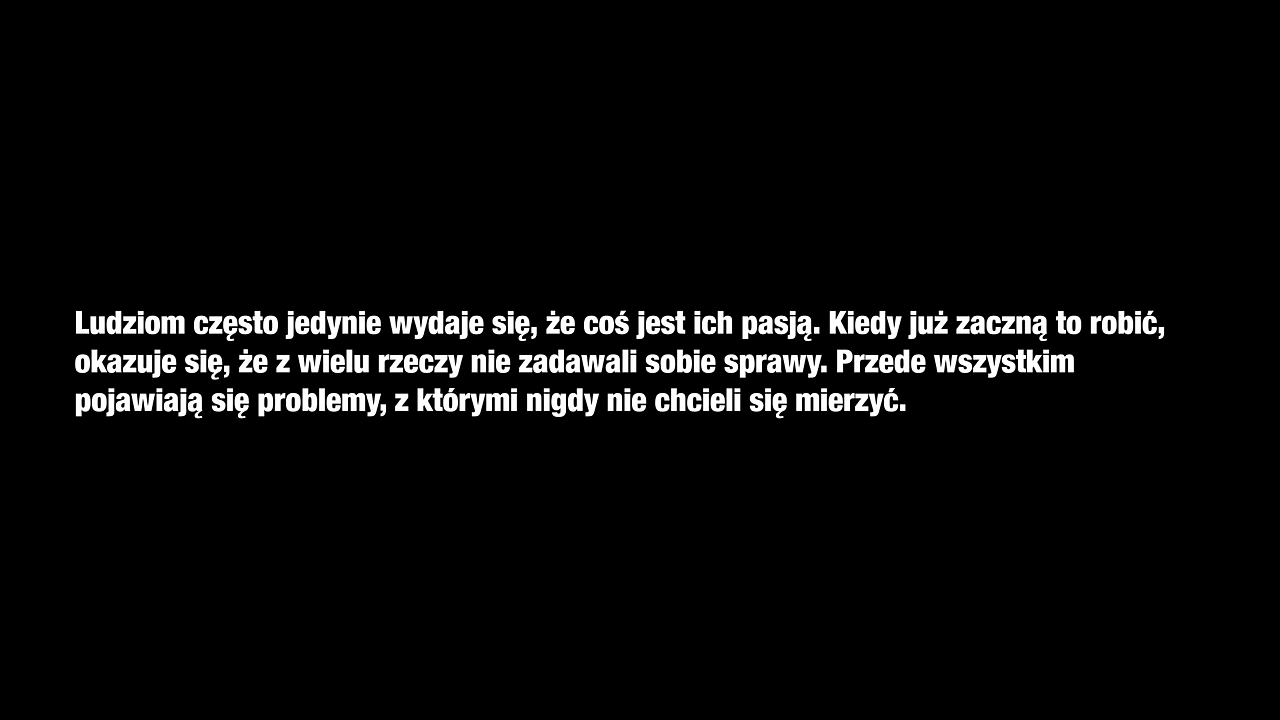 Ludziom często jedynie wydaje się, że coś jest ich pasją. Kiedy już zaczną to robić,
okazuje się, że z wielu rzeczy nie zadawali sobie sprawy. Przede wszystkim
pojawiają się problemy, z którymi nigdy nie chcieli się mierzyć.